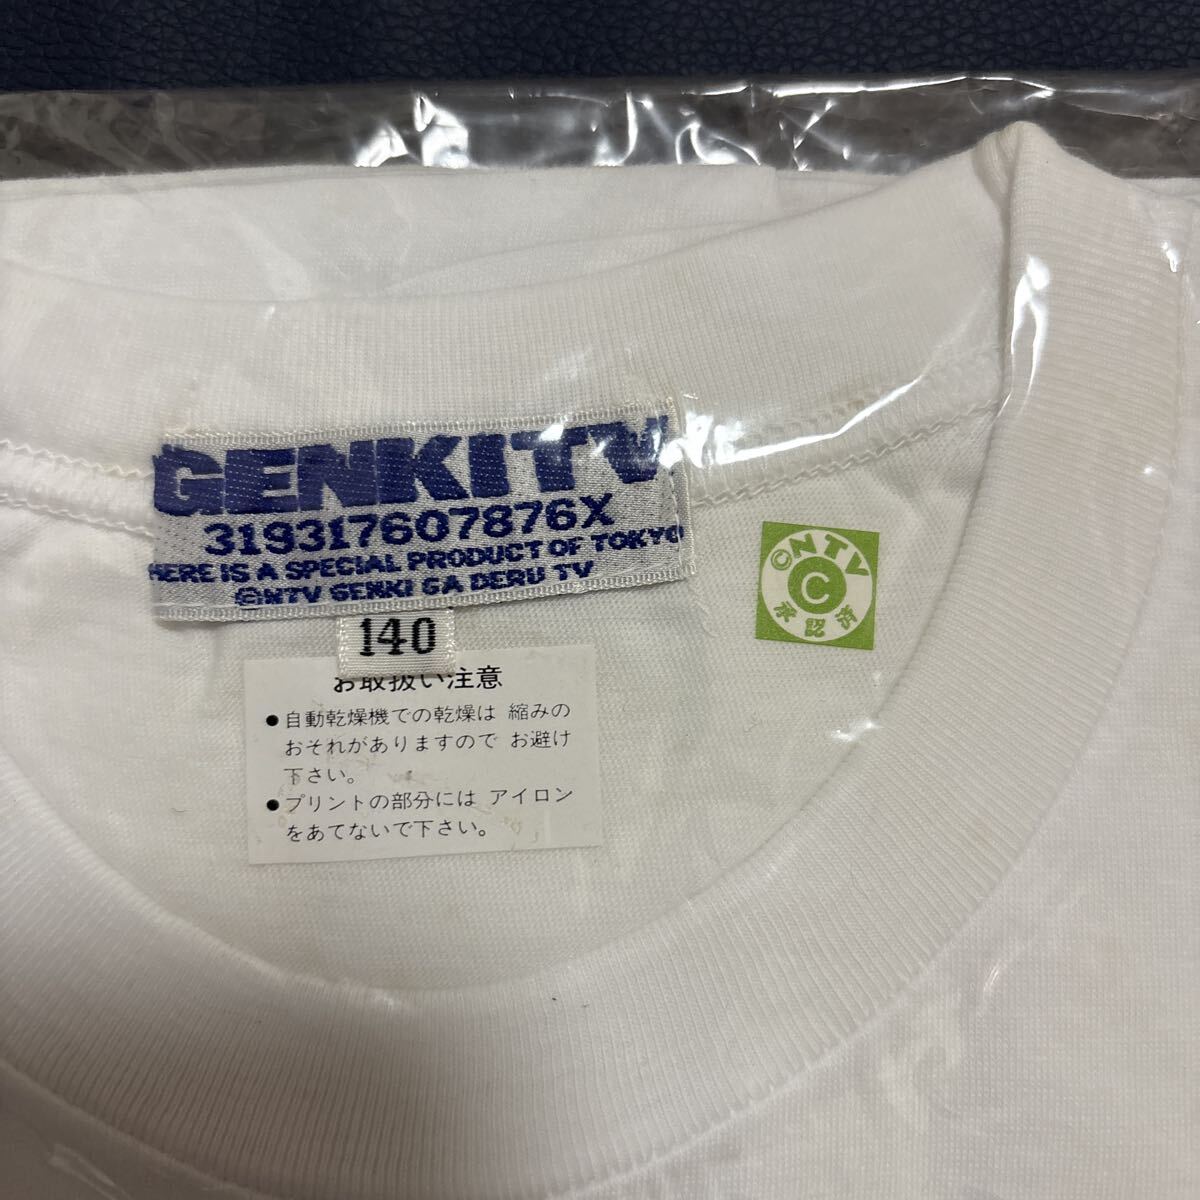 GENKITV
319317607876X
HERE IS A SPECIAL PRODUCT OF TOKYO
©NTV GENKI GA DERU TV
140
お取扱い注意
●自動乾燥機での乾燥は 縮みの
おそれがありますので お避け
下さい。
●プリントの部分には アイロン
をあてないで下さい。
©NTV
C
承認済